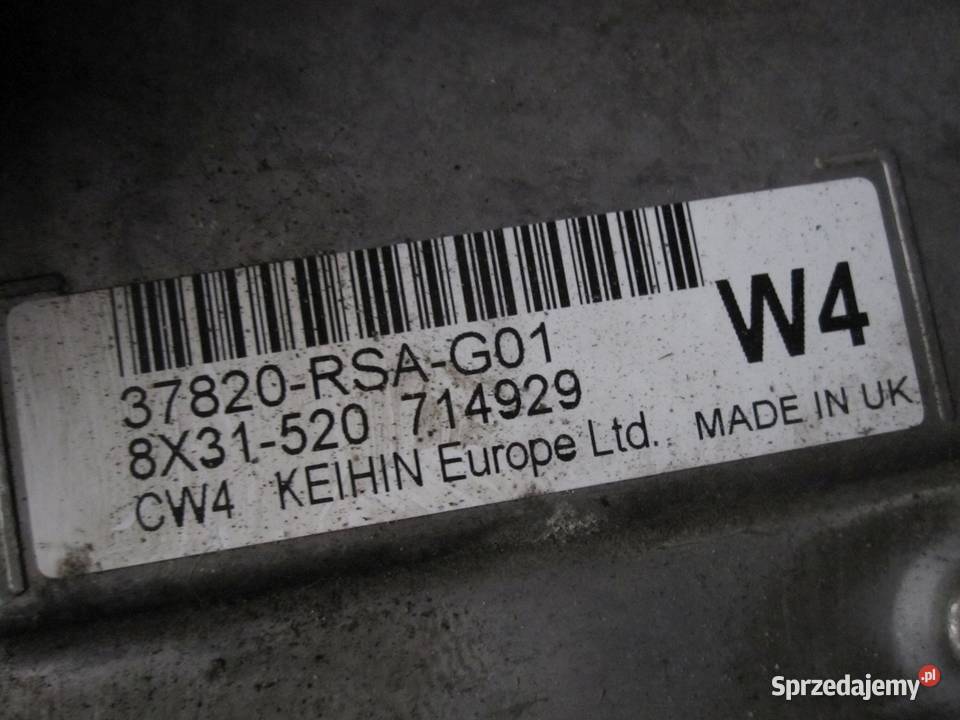 W4
37820-RSA-G01
8X31-520 714929
CW4 KEIHIN Europe Ltd. MADE IN UK
Sprzedajemy.pl